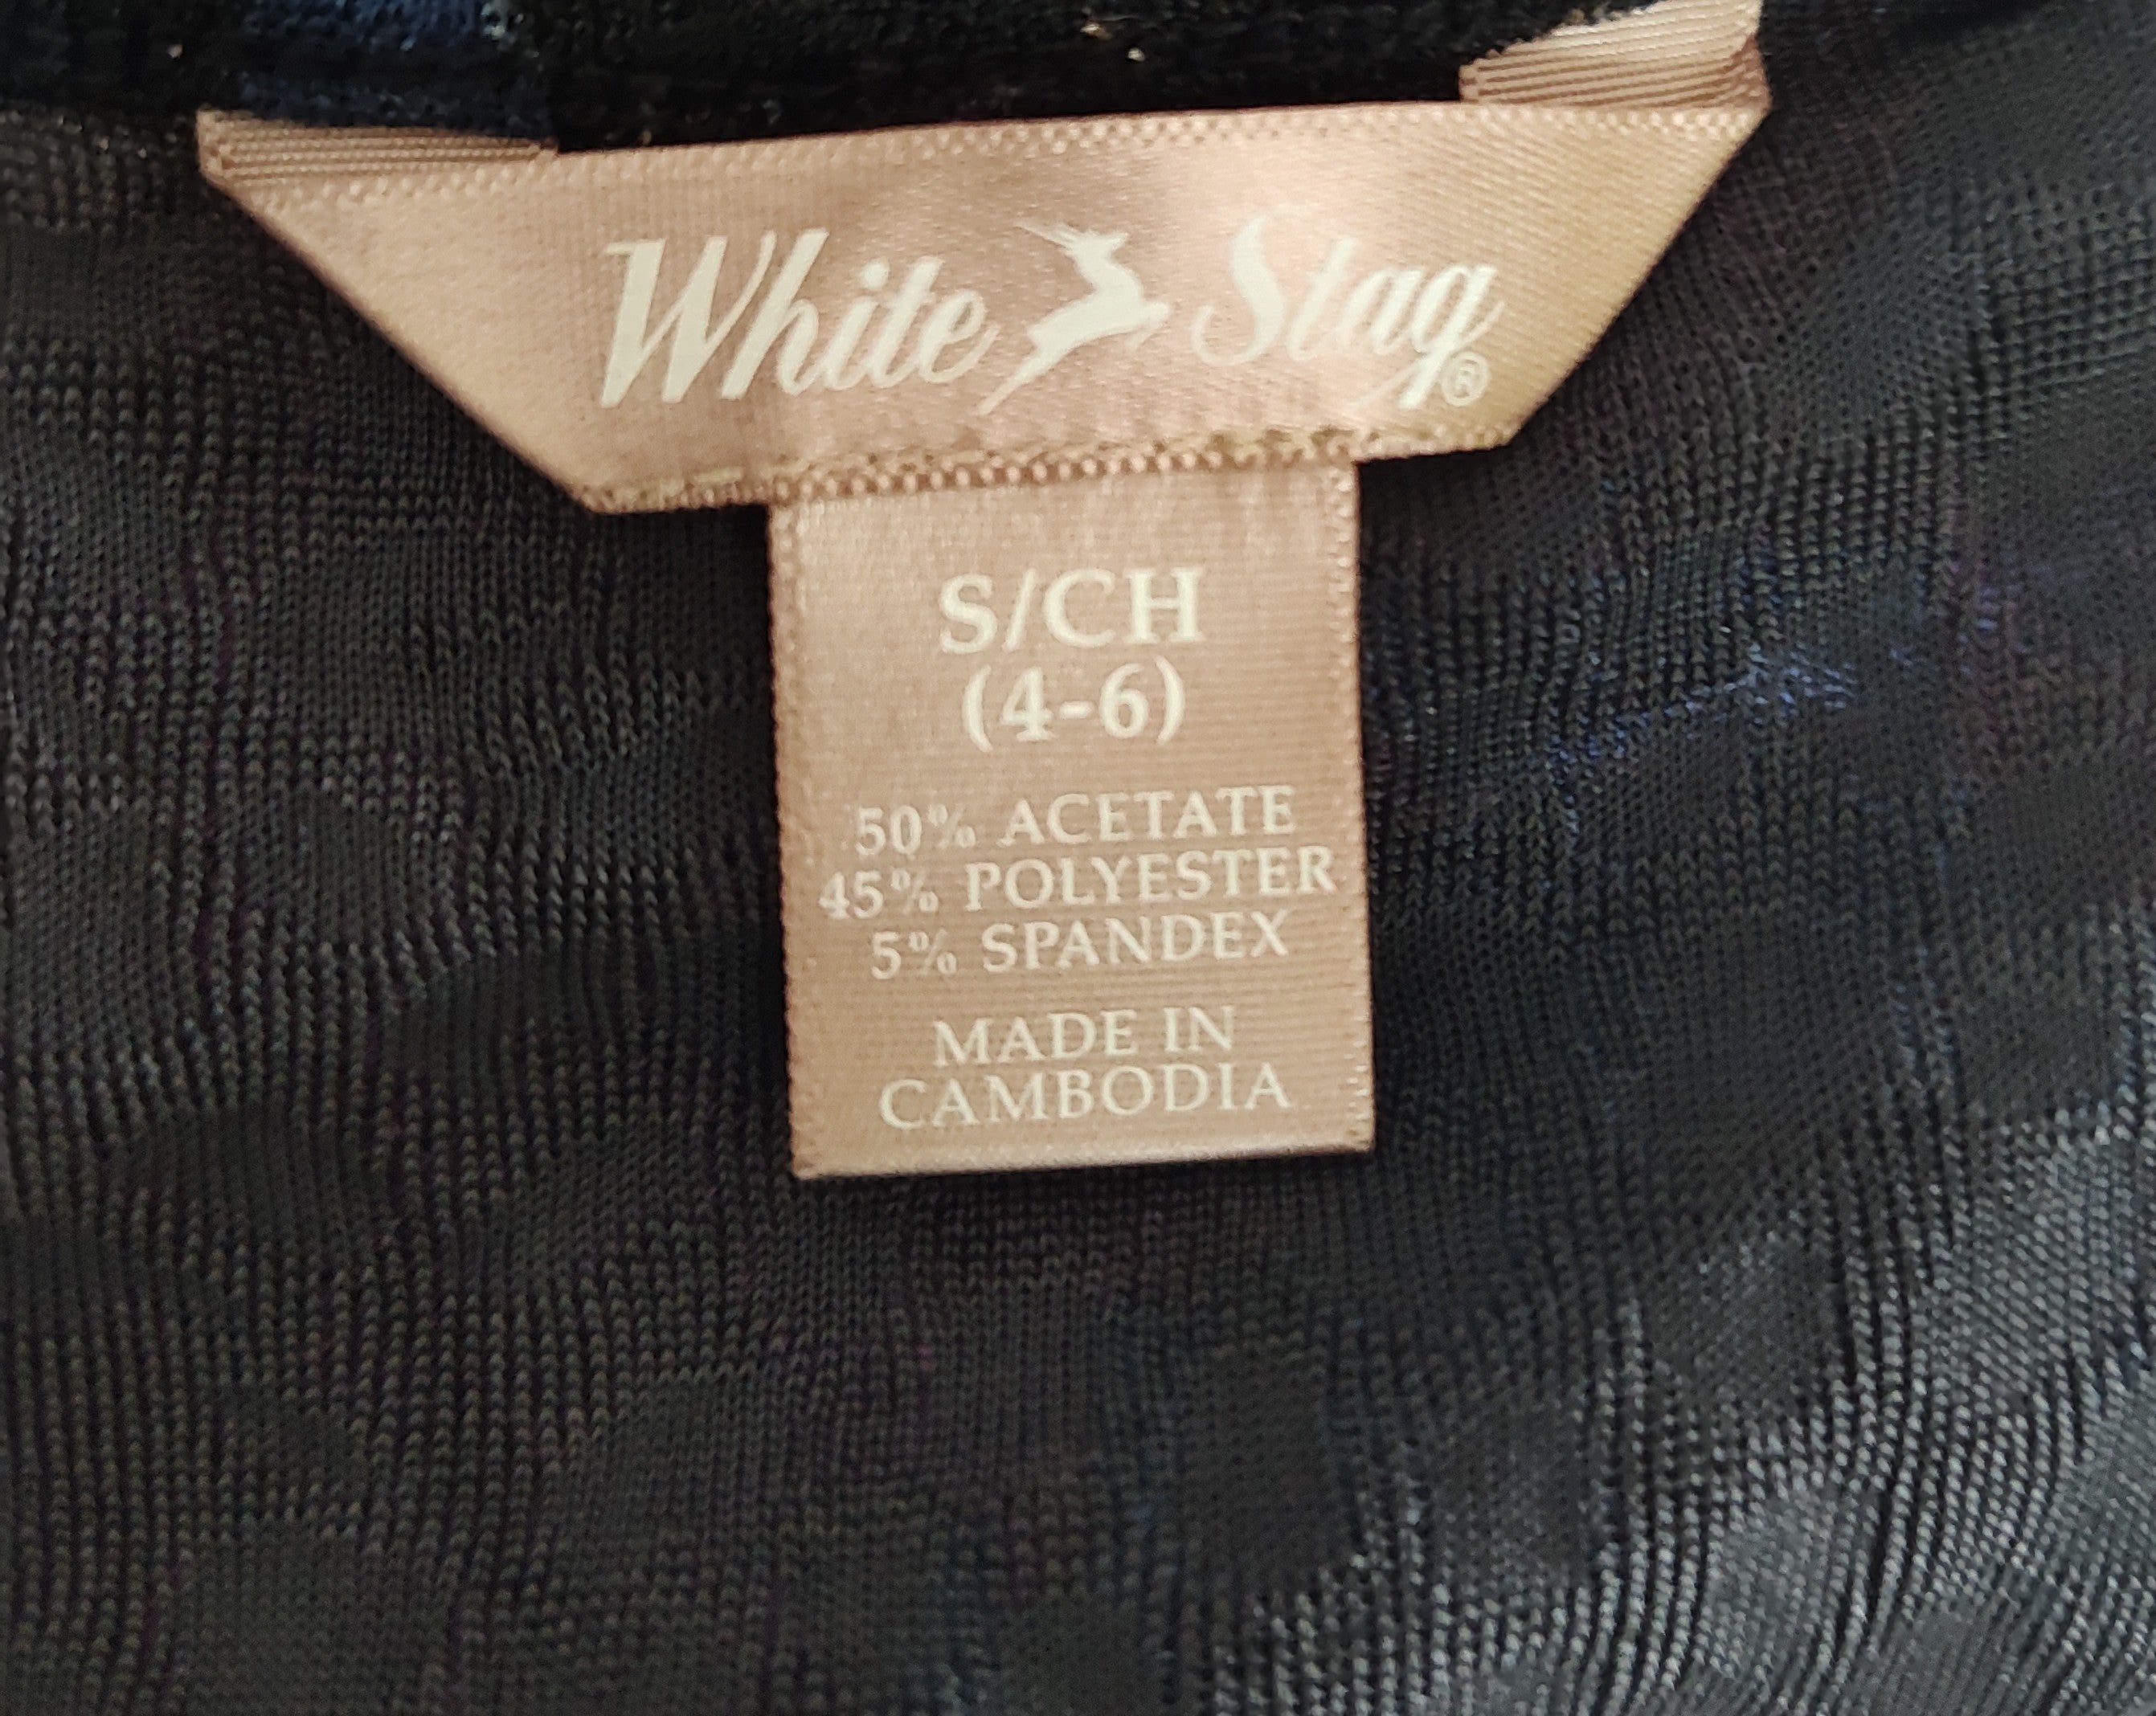 White Stag®
S/CH
(4-6)
50% ACETATE
45% POLYESTER
5% SPANDEX
MADE IN
CAMBODIA